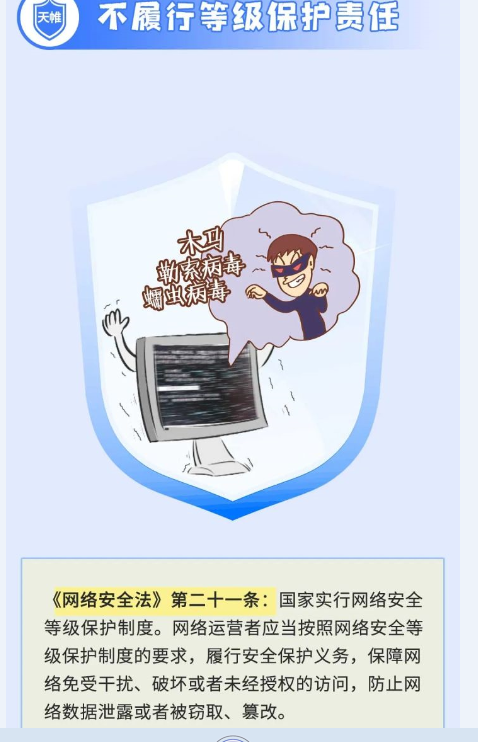 天帷
不履行等级保护责任
木马
勒索病毒
蠕虫病毒
《网络安全法》第二十一条：国家实行网络安全
等级保护制度。网络运营者应当按照网络安全等
级保护制度的要求，履行安全保护义务，保障网
络免受干扰、破坏或者未经授权的访问，防止网
络数据泄露或者被窃取、篡改。